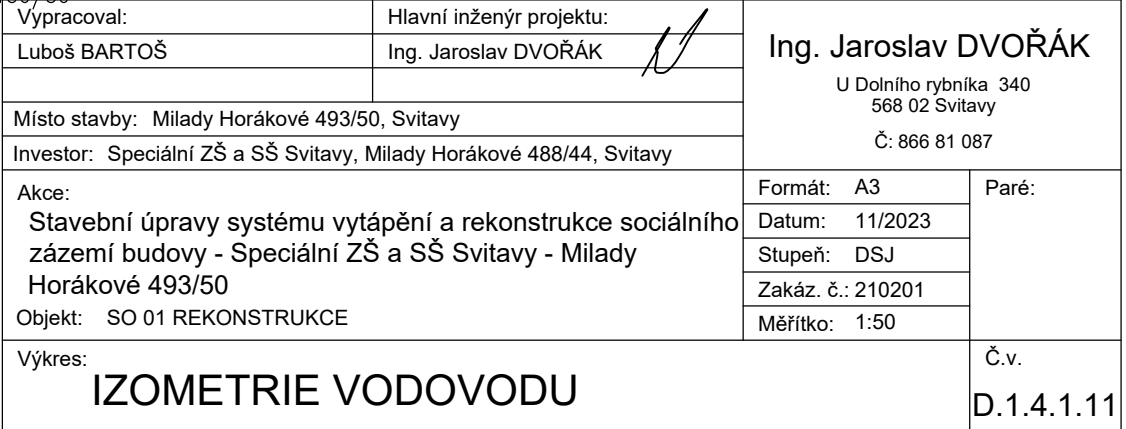 Vypracoval:
Hlavní inženýr projektu:
Luboš BARTOŠ
Ing. Jaroslav DVOŘÁK
Ing. Jaroslav DVOŘÁK
U Dolního rybníka 340
568 02 Svitavy
Č: 866 81 087
Místo stavby: Milady Horákové 493/50, Svitavy
Investor: Speciální ZŠ a SŠ Svitavy, Milady Horákové 488/44, Svitavy
Akce:
Stavební úpravy systému vytápění a rekonstrukce sociálního
zázemí budovy - Speciální ZŠ a SŠ Svitavy - Milady
Horákové 493/50
Objekt: SO 01 REKONSTRUKCE
Formát: A3
Datum: 11/2023
Stupeň: DSJ
Zakáz. č.: 210201
Měřítko: 1:50
Paré:
Výkres:
IZOMETRIE VODOVODU
Č.v.
D.1.4.1.11